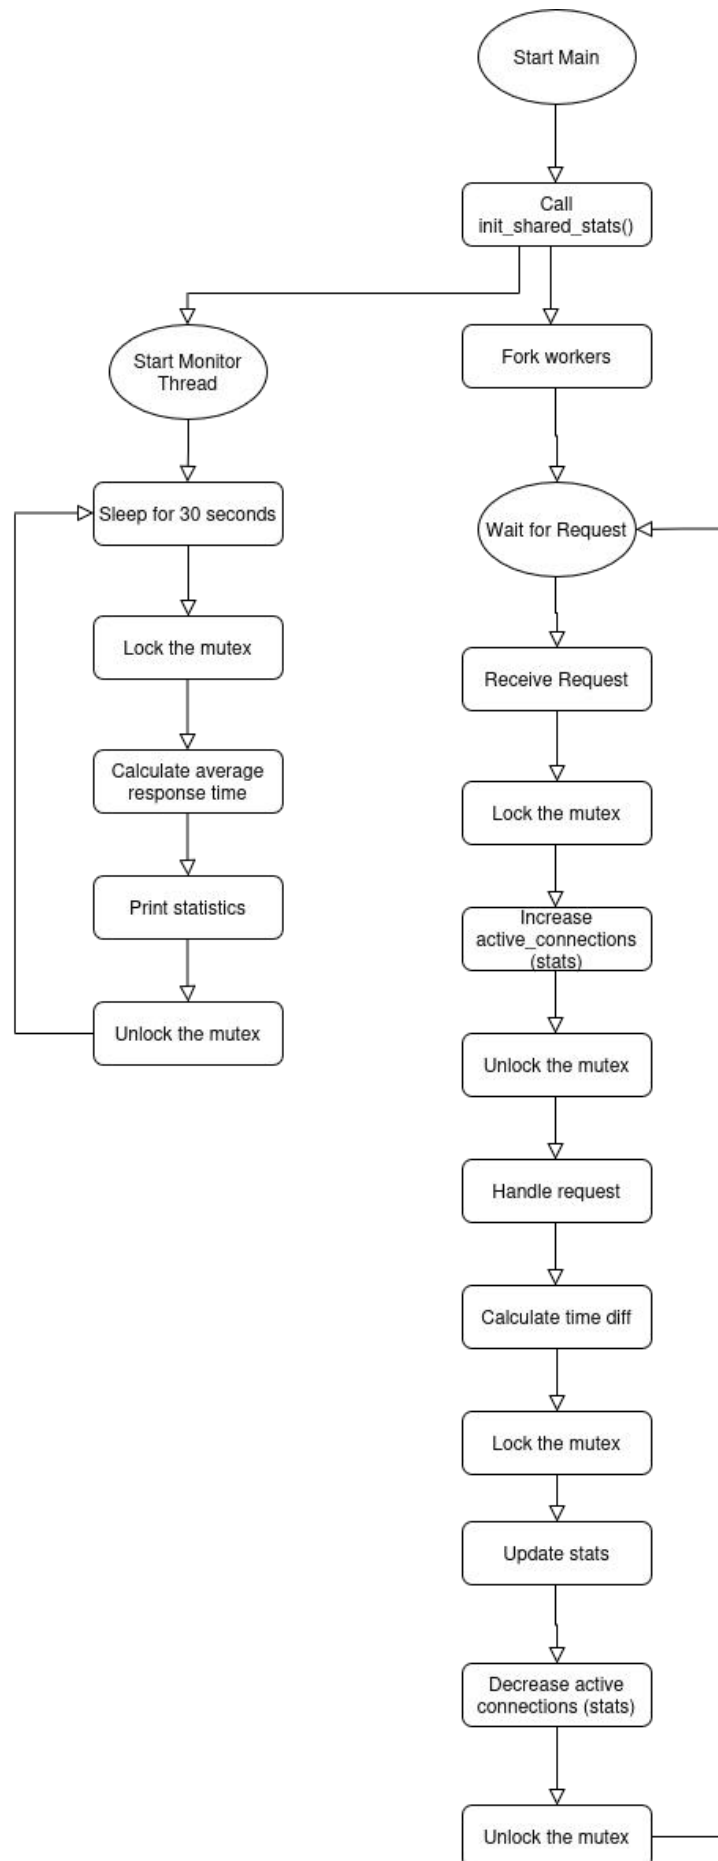 Start Main
Call
init_shared_stats()
Start Monitor
Thread
Fork workers
Sleep for 30 seconds
Wait for Request
Lock the mutex
Receive Request
Calculate average
response time
Lock the mutex
Print statistics
Increase
active_connections
(stats)
Unlock the mutex
Unlock the mutex
Handle request
Calculate time diff
Lock the mutex
Update stats
Decrease active
connections (stats)
Unlock the mutex